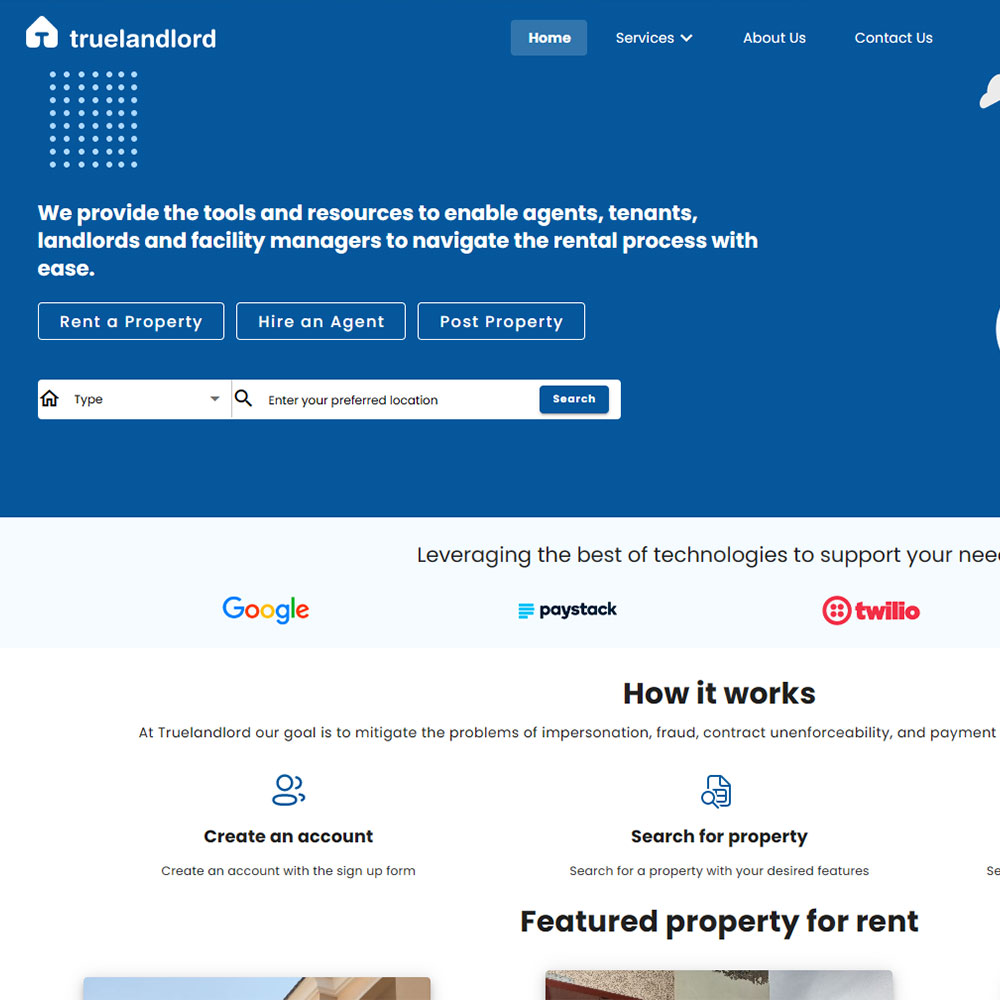 truelandlord
Home Services About Us Contact Us
We provide the tools and resources to enable agents, tenants,
landlords and facility managers to navigate the rental process with
ease.
Rent a Property Hire an Agent Post Property
Type Enter your preferred location Search
Leveraging the best of technologies to support your nee
Google paystack twilio
How it works
At Truelandlord our goal is to mitigate the problems of impersonation, fraud, contract unenforceability, and payment
Create an account Search for property
Create an account with the sign up form Search for a property with your desired features Se
Featured property for rent